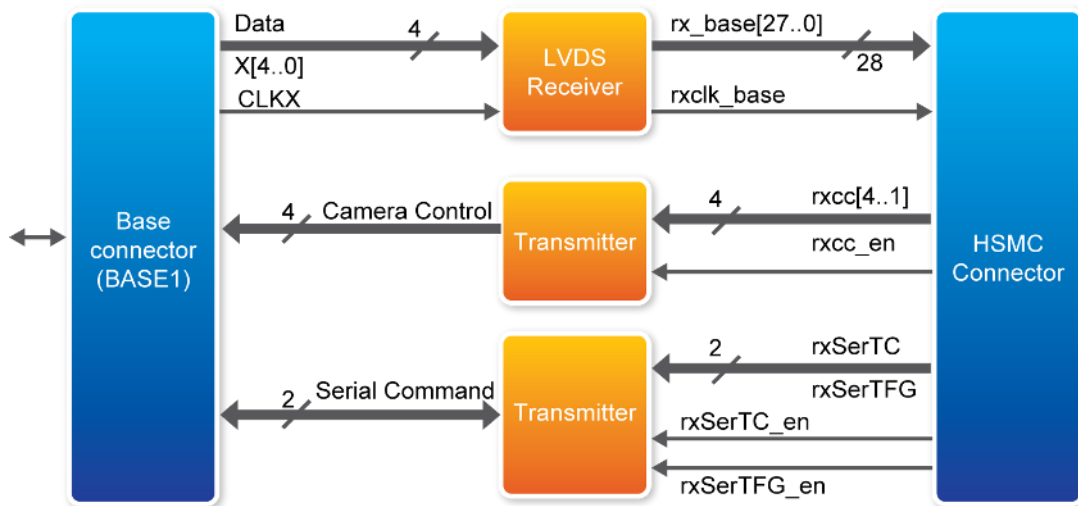 Data
4
X[4..0]
CLKX
LVDS
Receiver
rx_base[27..0]
28
rxclk_base
Base
connector
(BASE1)
4
Camera Control
Transmitter
4
rxcc[4..1]
rxcc_en
HSMC
Connector
2
Serial Command
Transmitter
2
rxSerTC
rxSerTFG
rxSerTC_en
rxSerTFG_en